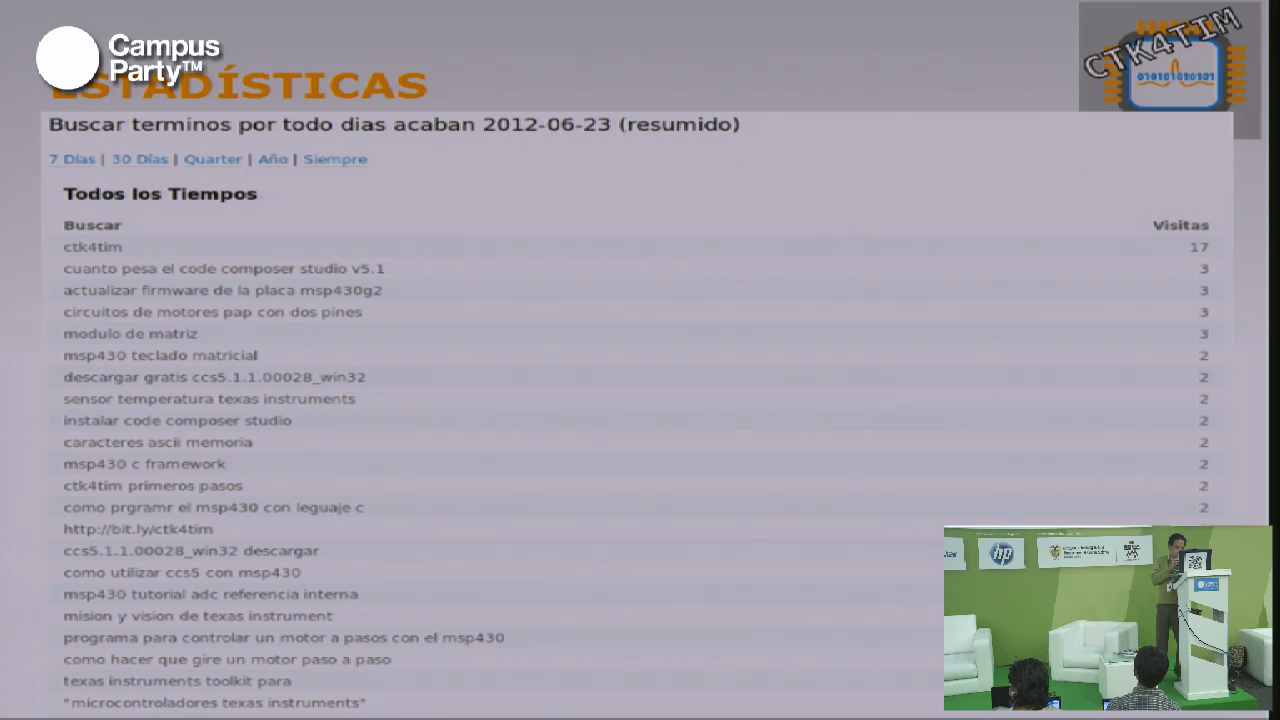 Campus
Party™
CTK4TIM
010101010101
ESTADÍSTICAS
Buscar terminos por todo dias acaban 2012-06-23 (resumido)
7 Días | 30 Días | Quarter | Año | Siempre
Todos los Tiempos
Buscar Visitas
ctk4tim 17
cuanto pesa el code composer studio v5.1 3
actualizar firmware de la placa msp430g2 3
circuitos de motores pap con dos pines 3
modulo de matriz 3
msp430 teclado matricial 2
descargar gratis ccs5.1.1.00028_win32 2
sensor temperatura texas instruments 2
instalar code composer studio 2
caracteres ascii memoria 2
msp430 c framework 2
ctk4tim primeros pasos 2
como prgramr el msp430 con leguaje c 2
http://bit.ly/ctk4tim
ccs5.1.1.00028_win32 descargar
como utilizar ccs5 con msp430
msp430 tutorial adc referencia interna
mision y vision de texas instrument
programa para controlar un motor a pasos con el msp430
como hacer que gire un motor paso a paso
texas instruments toolkit para
"microcontroladores texas instruments"
hp